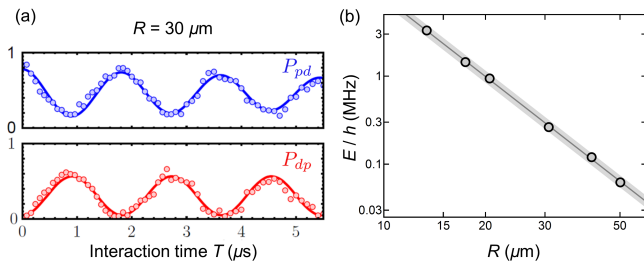 (a)
R = 30 µm
1
P_pd
0
1
P_dp
0
0 1 2 3 4 5
Interaction time T (µs)
(b)
3
1
0.3
0.1
0.03
E / h (MHz)
10 15 20 30 50
R (µm)